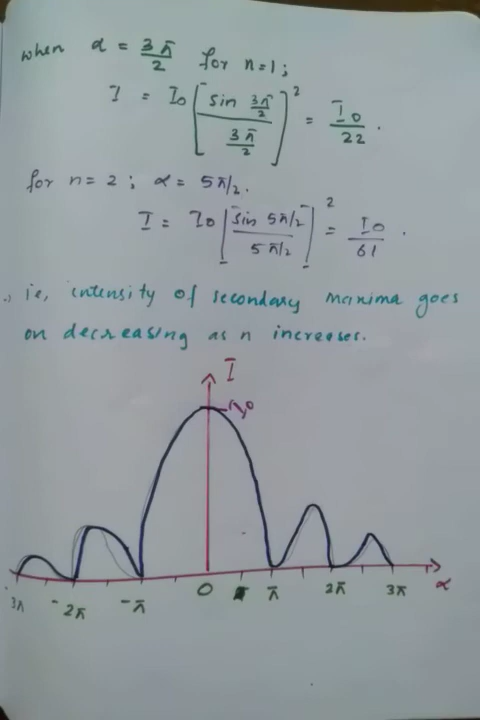 when α = 3π/2 for n=1;
I = I0 [sin 3π/2 / 3π/2]² = I0/22.
for n=2; α = 5π/2.
I = I0 [sin 5π/2 / 5π/2]² = I0/61.
ie, intensity of secondary maxima goes
on decreasing as n increases.
I
I0
3π -2π -π 0 π 2π 3π α